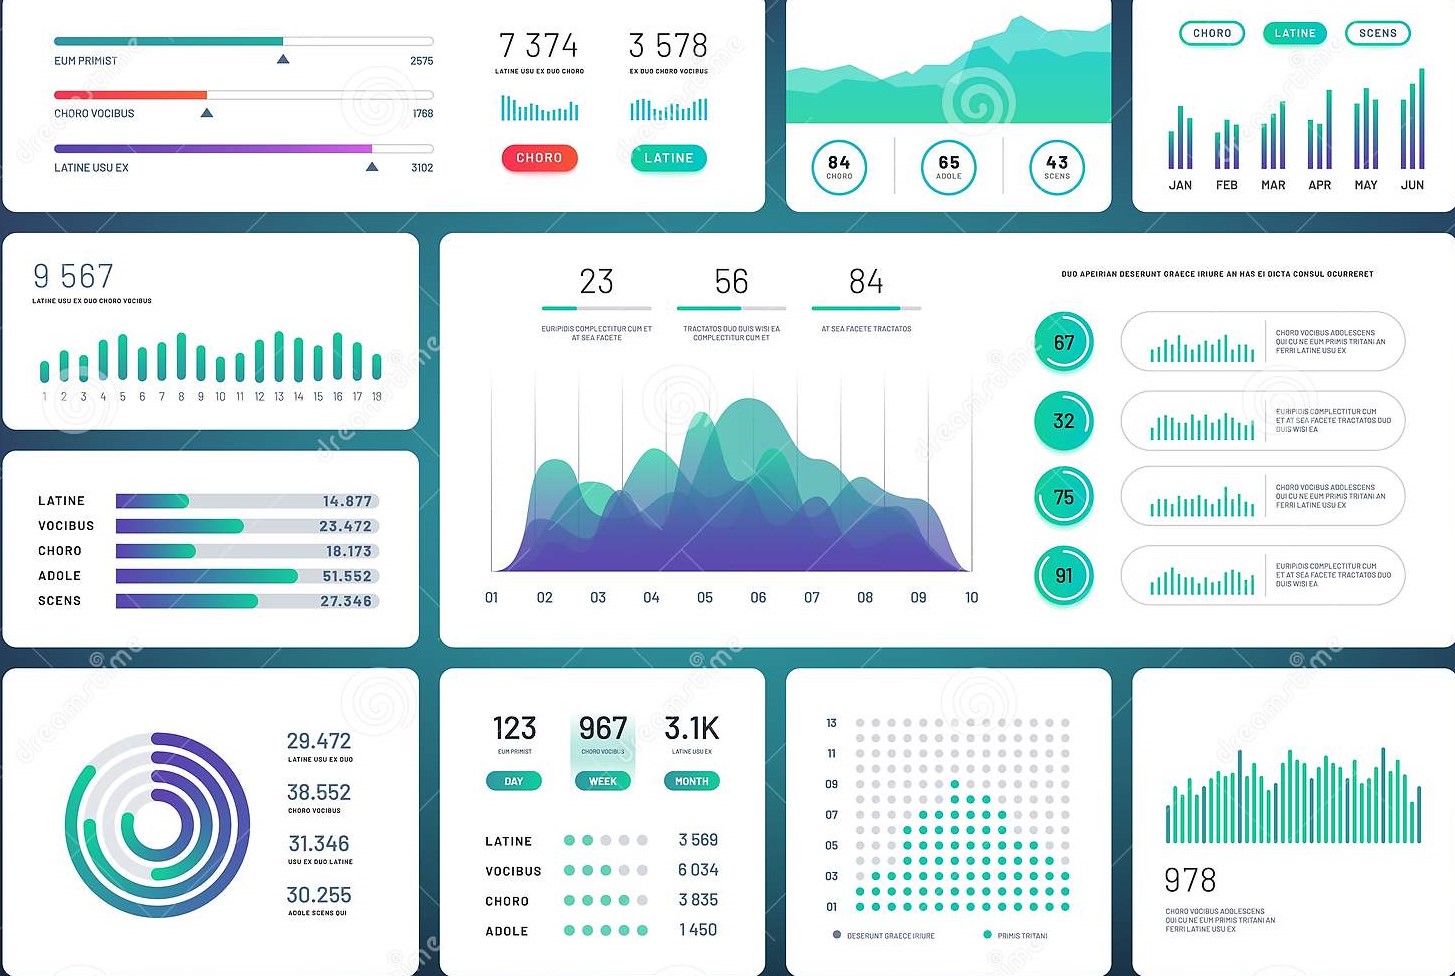 EUM PRIMIST 2575
CHORO VOCIBUS 1768
LATINE USU EX 3102
7 374 3 578
LATINE USU EX DUO CHORO EX DUO CHORO VOCIBUS
CHORO LATINE
84 65 43
CHORO ADOLE SCENS
CHORO LATINE SCENS
JAN FEB MAR APR MAY JUN
9 567
LATINE USU EX DUO CHORO VOCIBUS
1 2 3 4 5 6 7 8 9 10 11 12 13 14 15 16 17 18
LATINE 14.877
VOCIBUS 23.472
CHORO 18.173
ADOLE 51.552
SCENS 27.346
23 56 84
EURIPIDIS COMPLECTITUR CUM ET TRACTATOS DUO DUIS WISI EA AT SEA FACETE TRACTATOS
AT SEA FACETE COMPLECTITUR CUM ET
01 02 03 04 05 06 07 08 09 10
DUO APEIRIAN DESERUNT GRAECE IRIURE AN HAS EI DICTA CONSUL OCURRERET
67
CHORO VOCIBUS ADOLESCENS
QUI CU NE EUM PRIMIS TRITANI AN
FERRI LATINE USU EX
32
EURIPIDIS COMPLECTITUR CUM
ET AT SEA FACETE TRACTATOS DUO
DUIS WISI EA
75
CHORO VOCIBUS ADOLESCENS
QUI CU NE EUM PRIMIS TRITANI AN
FERRI LATINE USU EX
91
EURIPIDIS COMPLECTITUR CUM
ET AT SEA FACETE TRACTATOS DUO
DUIS WISI EA
29.472
LATINE USU EX DUO
38.552
CHORO VOCIBUS
31.346
USU EX DUO LATINE
30.255
ADOLE SCENS QUI
123 967 3.1K
EUM PRIMIST CHORO VOCIBUS LATINE USU EX
DAY WEEK MONTH
LATINE 3 569
VOCIBUS 6 034
CHORO 3 835
ADOLE 1 450
13
11
09
07
05
03
01
DESERUNT GRAECE IRIURE PRIMIS TRITANI
978
CHORO VOCIBUS ADOLESCENS
QUI CU NE EUM PRIMIS TRITANI AN
FERRI LATINE USU EX
dreamstime